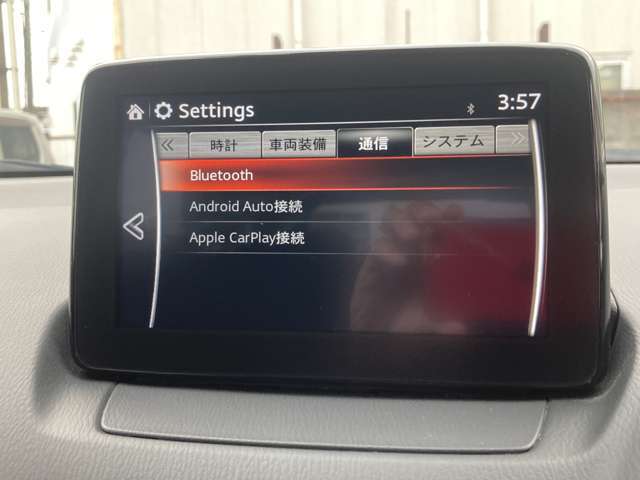 Settings 3:57
時計 車両装備 通信 システム
Bluetooth
Android Auto接続
Apple CarPlay接続